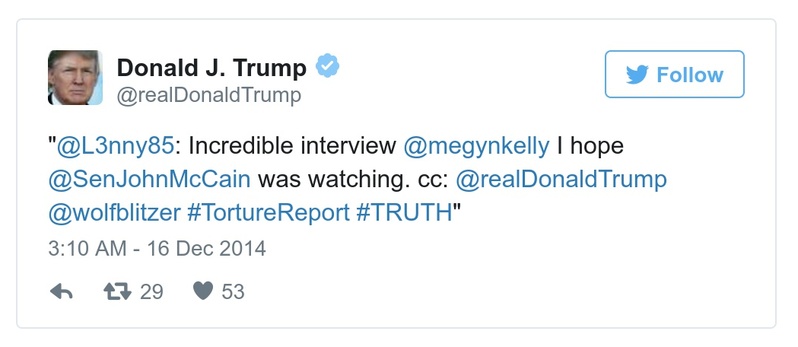 Donald J. Trump
@realDonaldTrump
Follow
"@L3nny85: Incredible interview @megynkelly I hope
@SenJohnMcCain was watching. cc: @realDonaldTrump
@wolfblitzer #TortureReport #TRUTH"
3:10 AM - 16 Dec 2014
29
53